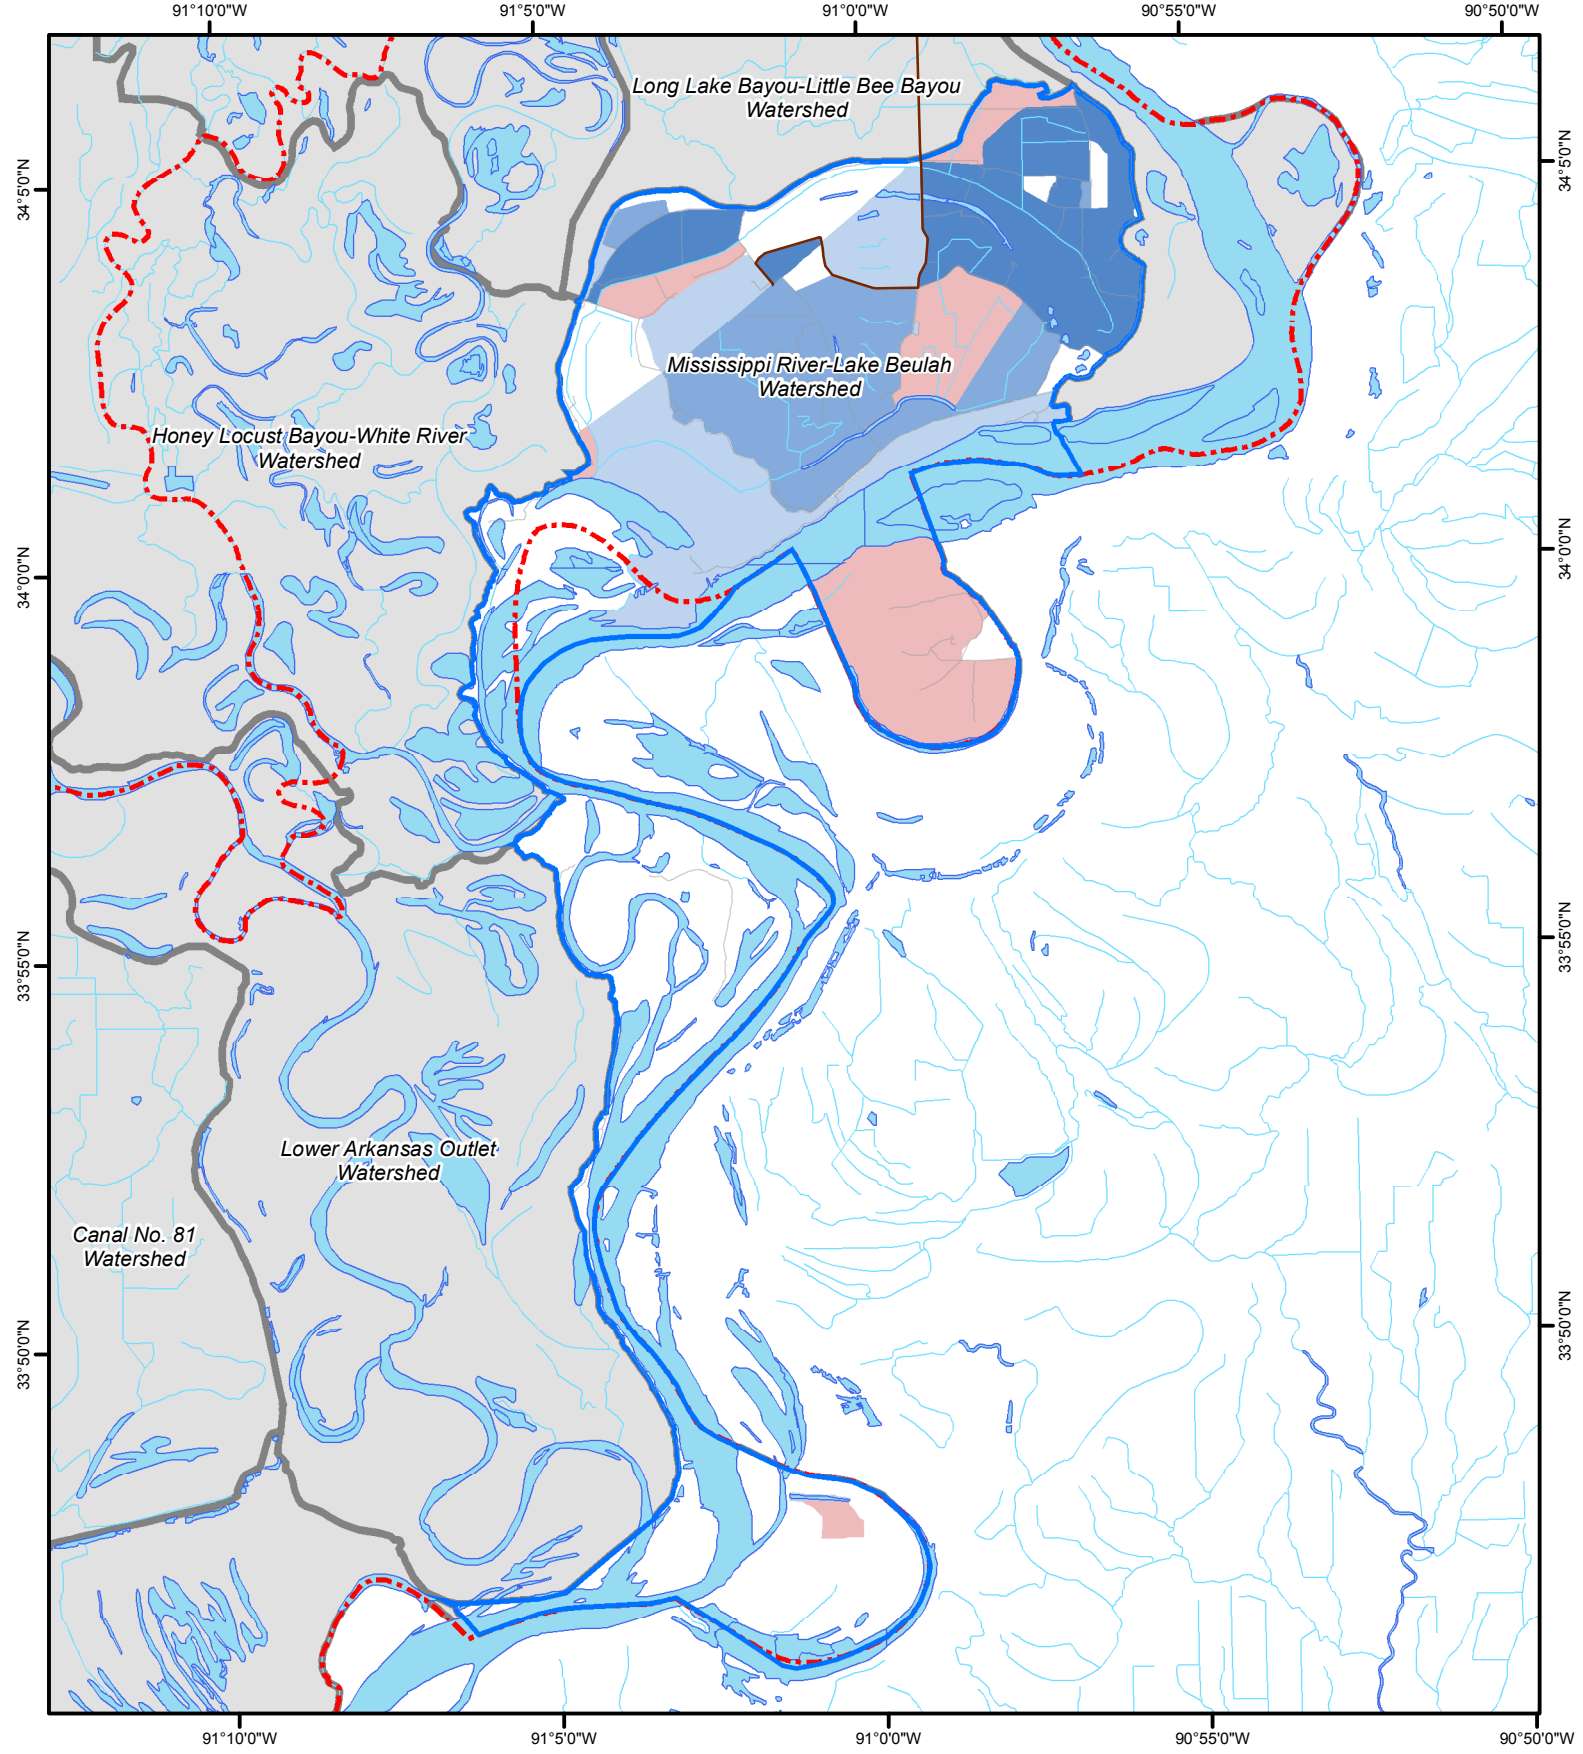 91°10'0"W
91°5'0"W
91°0'0"W
90°55'0"W
90°50'0"W
Long Lake Bayou-Little Bee Bayou
Watershed
34°5'0"N
34°5'0"N
Mississippi River-Lake Beulah
Watershed
Honey Locust Bayou-White River
Watershed
34°0'0"N
34°0'0"N
33°55'0"N
33°55'0"N
Lower Arkansas Outlet
Watershed
Canal No. 81
Watershed
33°50'0"N
33°50'0"N
91°10'0"W
91°5'0"W
91°0'0"W
90°55'0"W
90°50'0"W